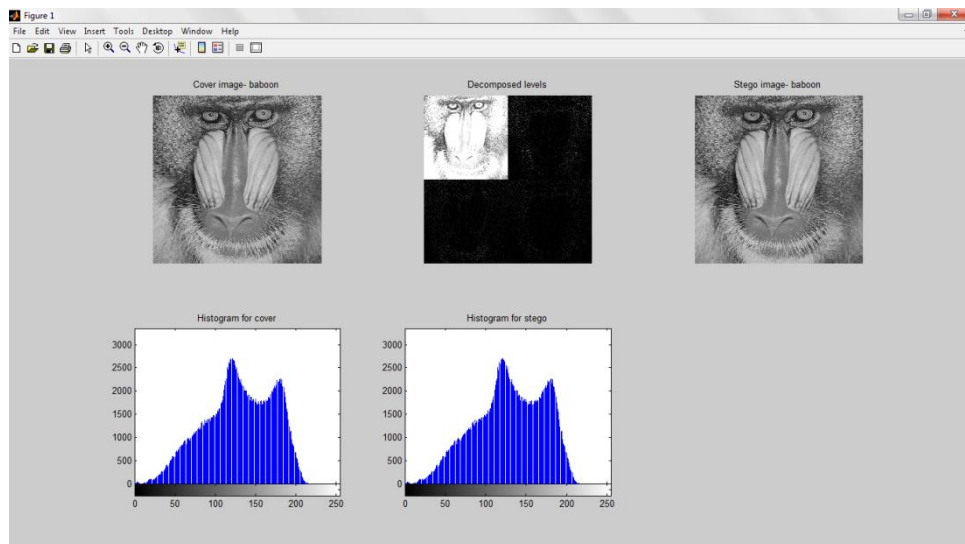 Figure 1
File Edit View Insert Tools Desktop Window Help
Cover image- baboon
Decomposed levels
Stego image- baboon
Histogram for cover
3000
2500
2000
1500
1000
500
0
0 50 100 150 200 250
Histogram for stego
3000
2500
2000
1500
1000
500
0
0 50 100 150 200 250